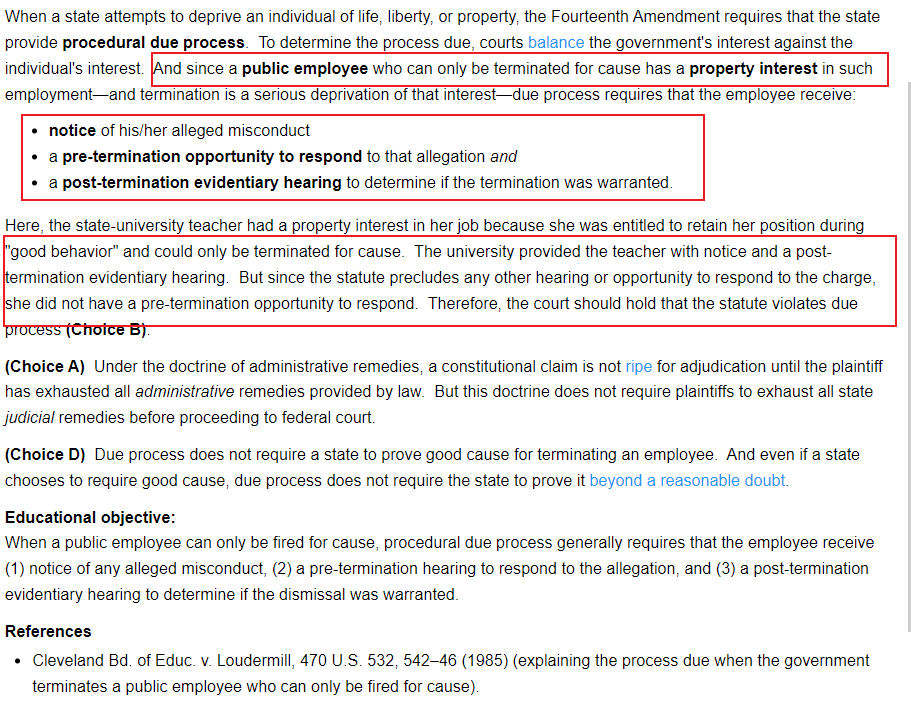 When a state attempts to deprive an individual of life, liberty, or property, the Fourteenth Amendment requires that the state
provide procedural due process. To determine the process due, courts balance the government's interest against the
individual's interest. And since a public employee who can only be terminated for cause has a property interest in such
employment—and termination is a serious deprivation of that interest—due process requires that the employee receive:
• notice of his/her alleged misconduct
• a pre-termination opportunity to respond to that allegation and
• a post-termination evidentiary hearing to determine if the termination was warranted.
Here, the state-university teacher had a property interest in her job because she was entitled to retain her position during
"good behavior" and could only be terminated for cause. The university provided the teacher with notice and a post-
termination evidentiary hearing. But since the statute precludes any other hearing or opportunity to respond to the charge,
she did not have a pre-termination opportunity to respond. Therefore, the court should hold that the statute violates due
process (Choice B).
(Choice A) Under the doctrine of administrative remedies, a constitutional claim is not ripe for adjudication until the plaintiff
has exhausted all administrative remedies provided by law. But this doctrine does not require plaintiffs to exhaust all state
judicial remedies before proceeding to federal court.
(Choice D) Due process does not require a state to prove good cause for terminating an employee. And even if a state
chooses to require good cause, due process does not require the state to prove it beyond a reasonable doubt.
Educational objective:
When a public employee can only be fired for cause, procedural due process generally requires that the employee receive
(1) notice of any alleged misconduct, (2) a pre-termination hearing to respond to the allegation, and (3) a post-termination
evidentiary hearing to determine if the dismissal was warranted.
References
• Cleveland Bd. of Educ. v. Loudermill, 470 U.S. 532, 542–46 (1985) (explaining the process due when the government
terminates a public employee who can only be fired for cause).